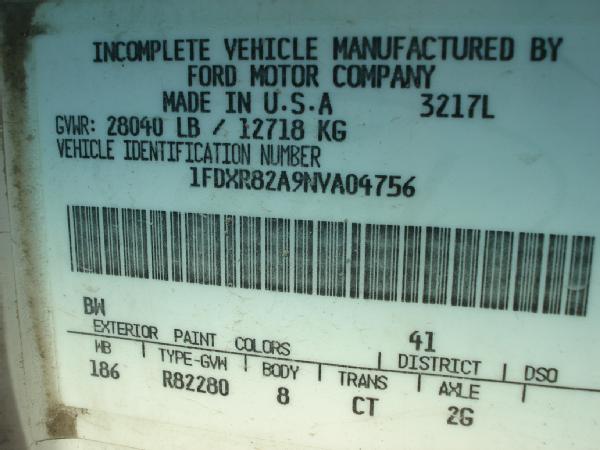 INCOMPLETE VEHICLE MANUFACTURED BY
FORD MOTOR COMPANY
MADE IN U.S.A 3217L
GVWR: 28040 LB / 12718 KG
VEHICLE IDENTIFICATION NUMBER
1FDXR82A9NVA04756
BW 41
EXTERIOR PAINT COLORS DISTRICT DSO
WB TYPE-GVW BODY TRANS AXLE
186 R82280 8 CT 2G